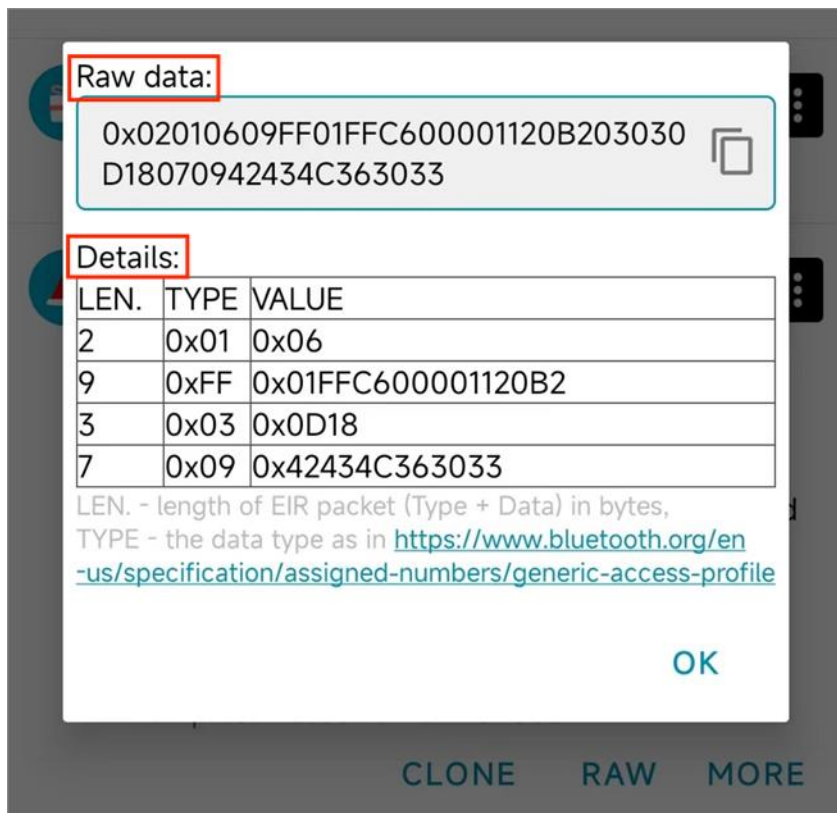 Raw data:
0x02010609FF01FFC600001120B203030
D18070942434C363033
Details:
LEN. TYPE VALUE
2 0x01 0x06
9 0xFF 0x01FFC600001120B2
3 0x03 0x0D18
7 0x09 0x42434C363033
LEN. - length of EIR packet (Type + Data) in bytes,
TYPE - the data type as in https://www.bluetooth.org/en
-us/specification/assigned-numbers/generic-access-profile
OK
CLONE RAW MORE